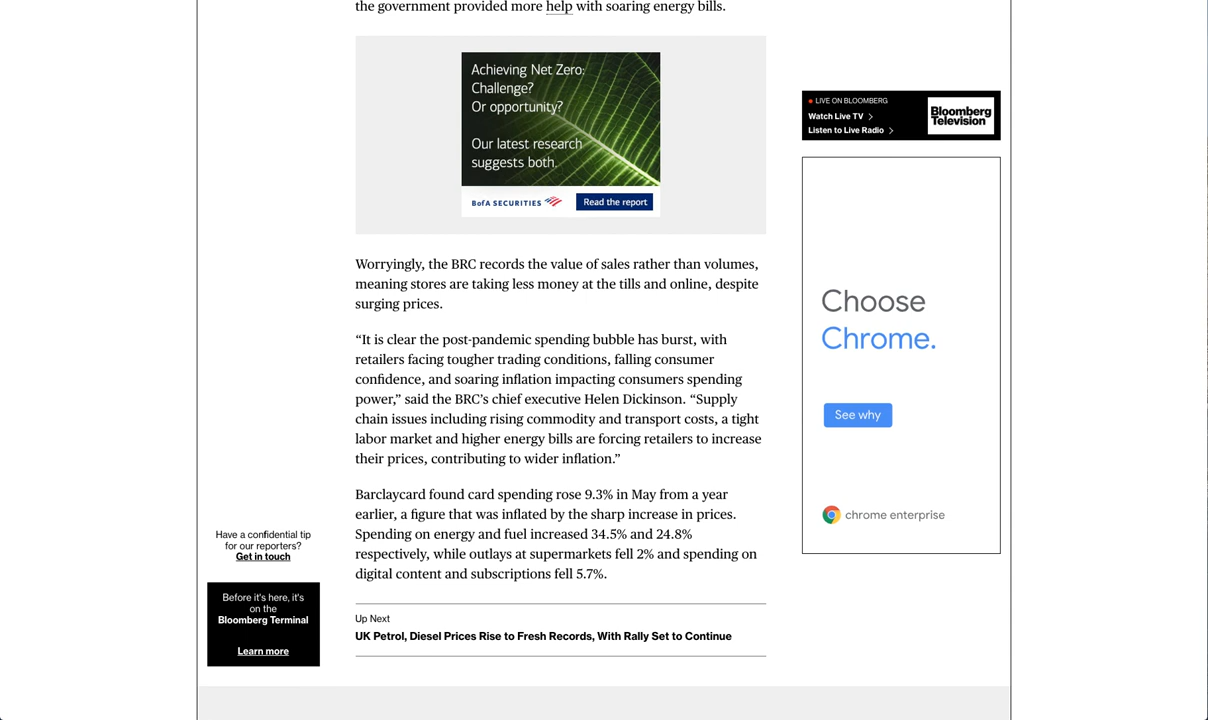 the government provided more help with soaring energy bills.
Achieving Net Zero:
Challenge?
Or opportunity?
Our latest research
suggests both.
BofA SECURITIES
Read the report
Worryingly, the BRC records the value of sales rather than volumes,
meaning stores are taking less money at the tills and online, despite
surging prices.
“It is clear the post-pandemic spending bubble has burst, with
retailers facing tougher trading conditions, falling consumer
confidence, and soaring inflation impacting consumers spending
power,” said the BRC’s chief executive Helen Dickinson. “Supply
chain issues including rising commodity and transport costs, a tight
labor market and higher energy bills are forcing retailers to increase
their prices, contributing to wider inflation.”
Barclaycard found card spending rose 9.3% in May from a year
earlier, a figure that was inflated by the sharp increase in prices.
Spending on energy and fuel increased 34.5% and 24.8%
respectively, while outlays at supermarkets fell 2% and spending on
digital content and subscriptions fell 5.7%.
Up Next
UK Petrol, Diesel Prices Rise to Fresh Records, With Rally Set to Continue
Have a confidential tip
for our reporters?
Get in touch
Before it's here, it's
on the
Bloomberg Terminal
Learn more
LIVE ON BLOOMBERG
Watch Live TV
Listen to Live Radio
Bloomberg
Television
Choose
Chrome.
See why
chrome enterprise